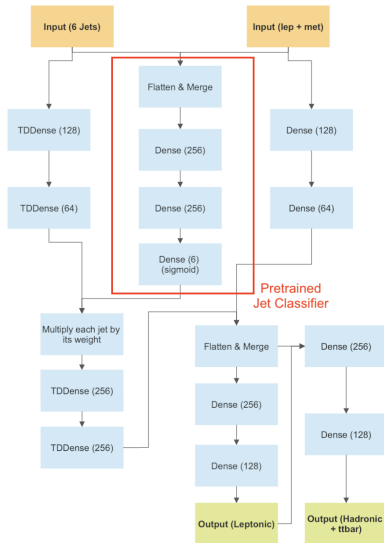 Input (6 Jets)
Input (lep + met)
Flatten & Merge
TDDense (128)
Dense (256)
Dense (128)
TDDense (64)
Dense (256)
Dense (64)
Dense (6)
(sigmoid)
Pretrained
Jet Classifier
Multiply each jet by
its weight
Flatten & Merge
Dense (256)
TDDense (256)
Dense (256)
TDDense (256)
Dense (128)
Dense (128)
Output (Leptonic)
Output (Hadronic
+ ttbar)